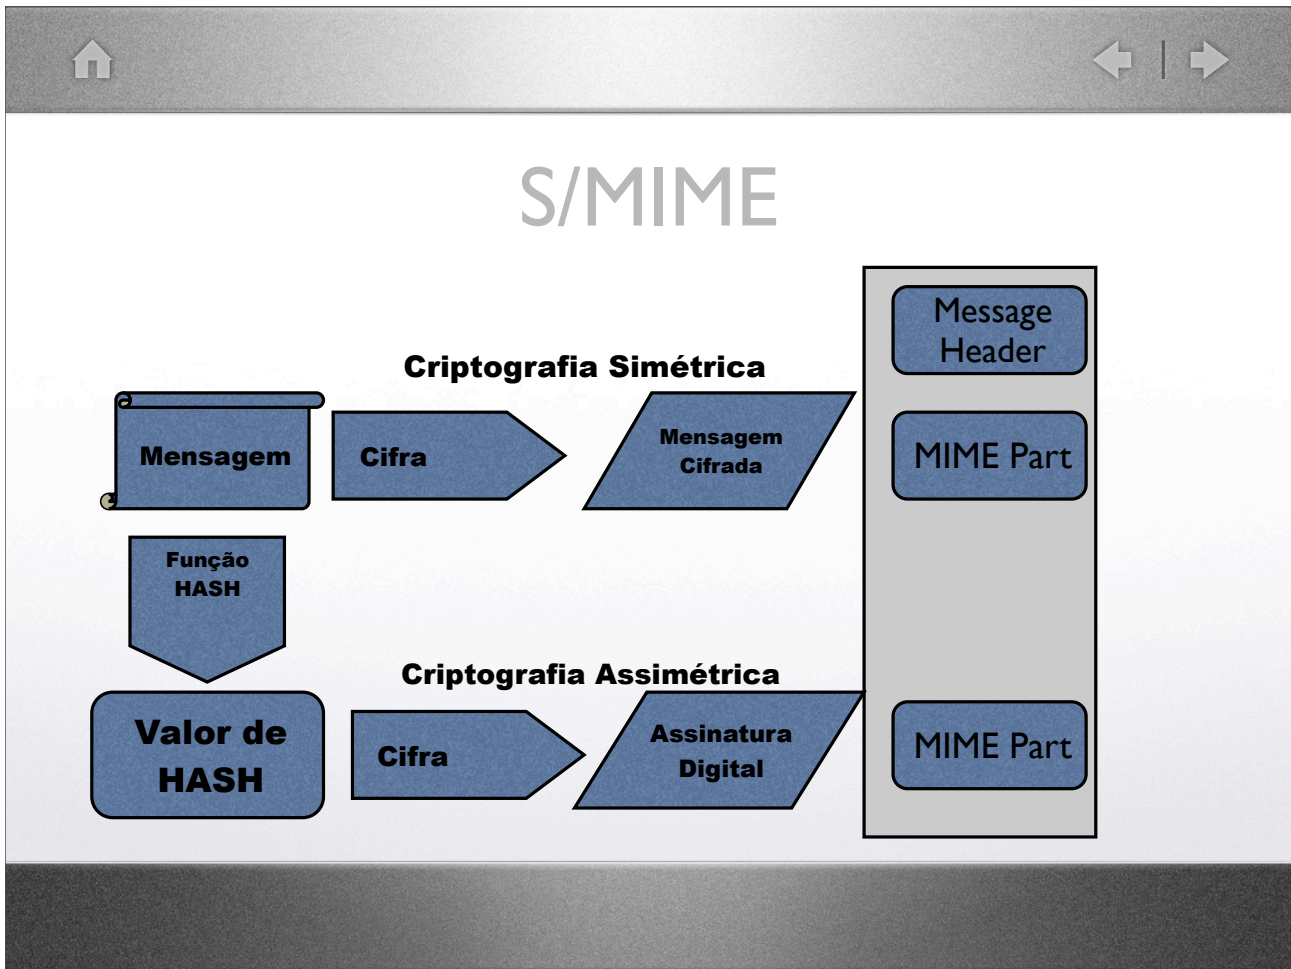 S/MIME
Message
Header
Criptografia Simétrica
Mensagem
Cifra
Mensagem
Cifrada
MIME Part
Função
HASH
Criptografia Assimétrica
Valor de
HASH
Cifra
Assinatura
Digital
MIME Part